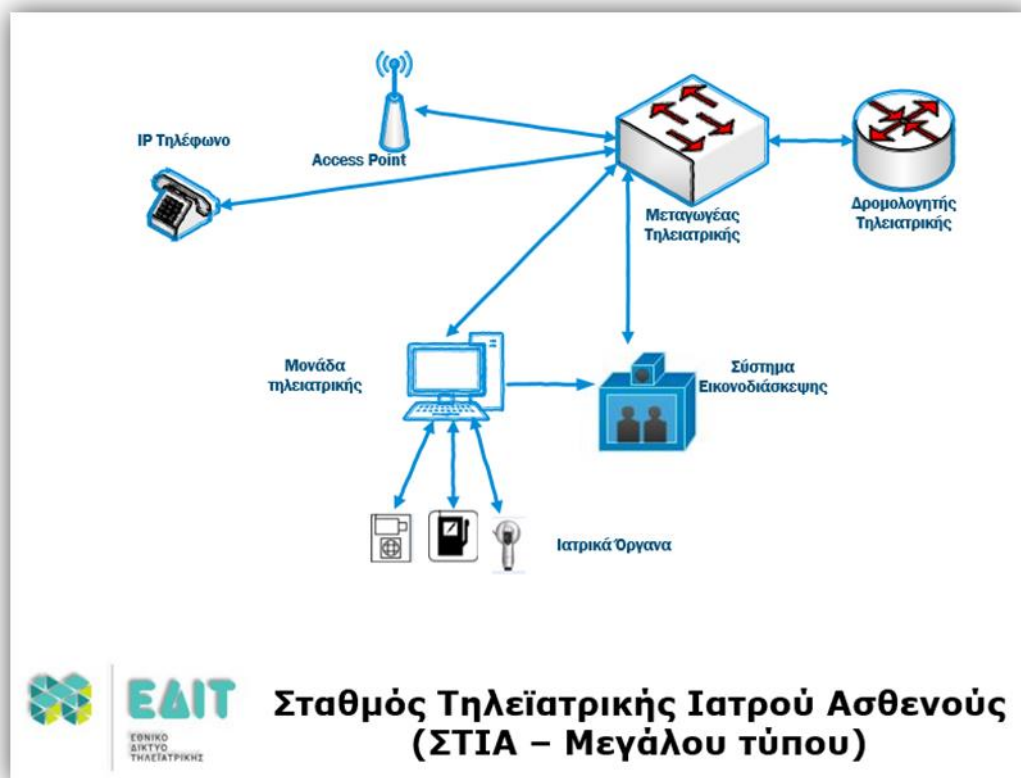 IP Τηλέφωνο
Access Point
Μεταγωγέας
Τηλειατρικής
Δρομολογητής
Τηλειατρικής
Μονάδα
τηλειατρικής
Σύστημα
Εικονοδιάσκεψης
Ιατρικά Όργανα
ΕΔΙΤ
ΕΘΝΙΚΟ
ΔΙΚΤΥΟ
ΤΗΛΕΪΑΤΡΙΚΗΣ
Σταθμός Τηλεϊατρικής Ιατρού Ασθενούς
(ΣΤΙΑ – Μεγάλου τύπου)